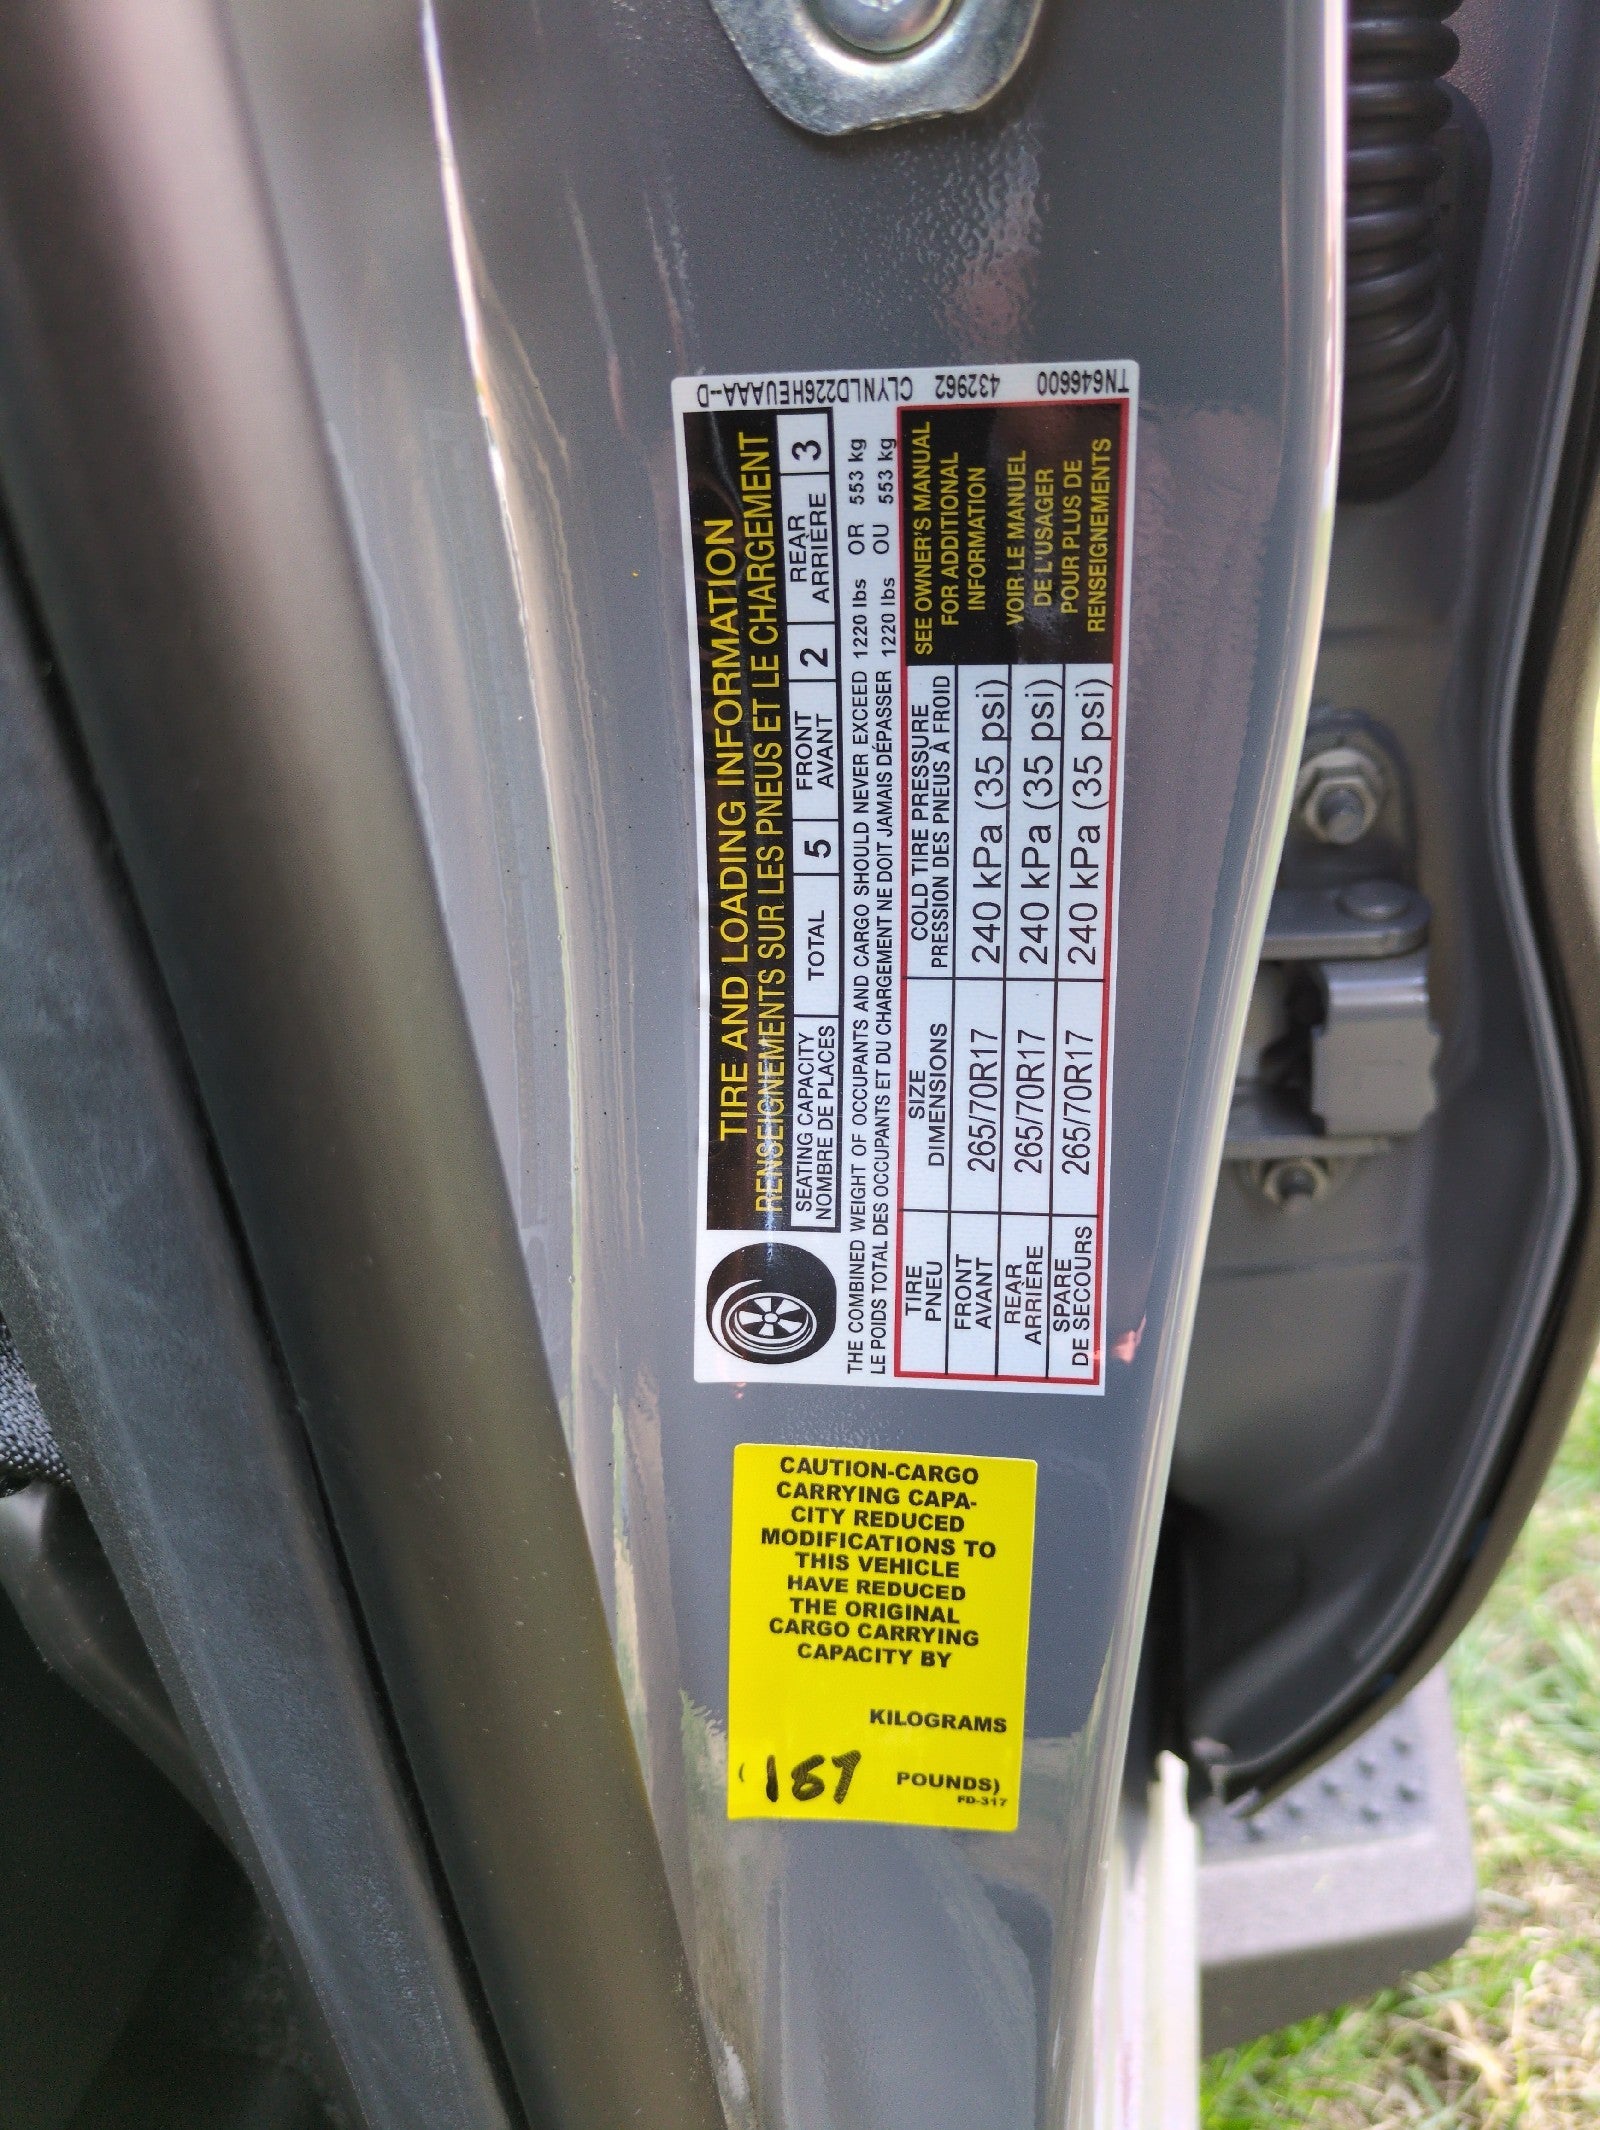 TN646600 432962 CLYNLD226HEUAAA--D
TIRE AND LOADING INFORMATION
RENSEIGNEMENTS SUR LES PNEUS ET LE CHARGEMENT
SEATING CAPACITY
NOMBRE DE PLACES
TOTAL 5
FRONT
AVANT
2
REAR
ARRIÈRE
3
THE COMBINED WEIGHT OF OCCUPANTS AND CARGO SHOULD NEVER EXCEED 1220 lbs OR 553 kg
LE POIDS TOTAL DES OCCUPANTS ET DU CHARGEMENT NE DOIT JAMAIS DÉPASSER 1220 lbs OU 553 kg
TIRE
PNEU
SIZE
DIMENSIONS
COLD TIRE PRESSURE
PRESSION DES PNEUS À FROID
FRONT
AVANT
265/70R17 240 kPa (35 psi)
REAR
ARRIÈRE
265/70R17 240 kPa (35 psi)
SPARE
DE SECOURS
265/70R17 240 kPa (35 psi)
SEE OWNER'S MANUAL
FOR ADDITIONAL
INFORMATION
VOIR LE MANUEL
DE L'USAGER
POUR PLUS DE
RENSEIGNEMENTS
CAUTION-CARGO
CARRYING CAPA-
CITY REDUCED
MODIFICATIONS TO
THIS VEHICLE
HAVE REDUCED
THE ORIGINAL
CARGO CARRYING
CAPACITY BY
KILOGRAMS
( 167 POUNDS)
FD-317